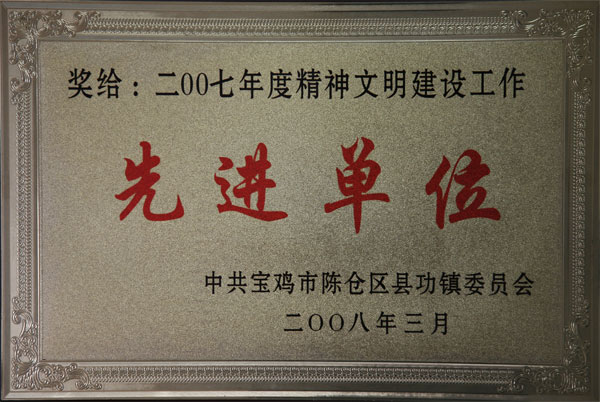 奖给：二00七年度精神文明建设工作
先进单位
中共宝鸡市陈仓区县功镇委员会
二OO八年三月